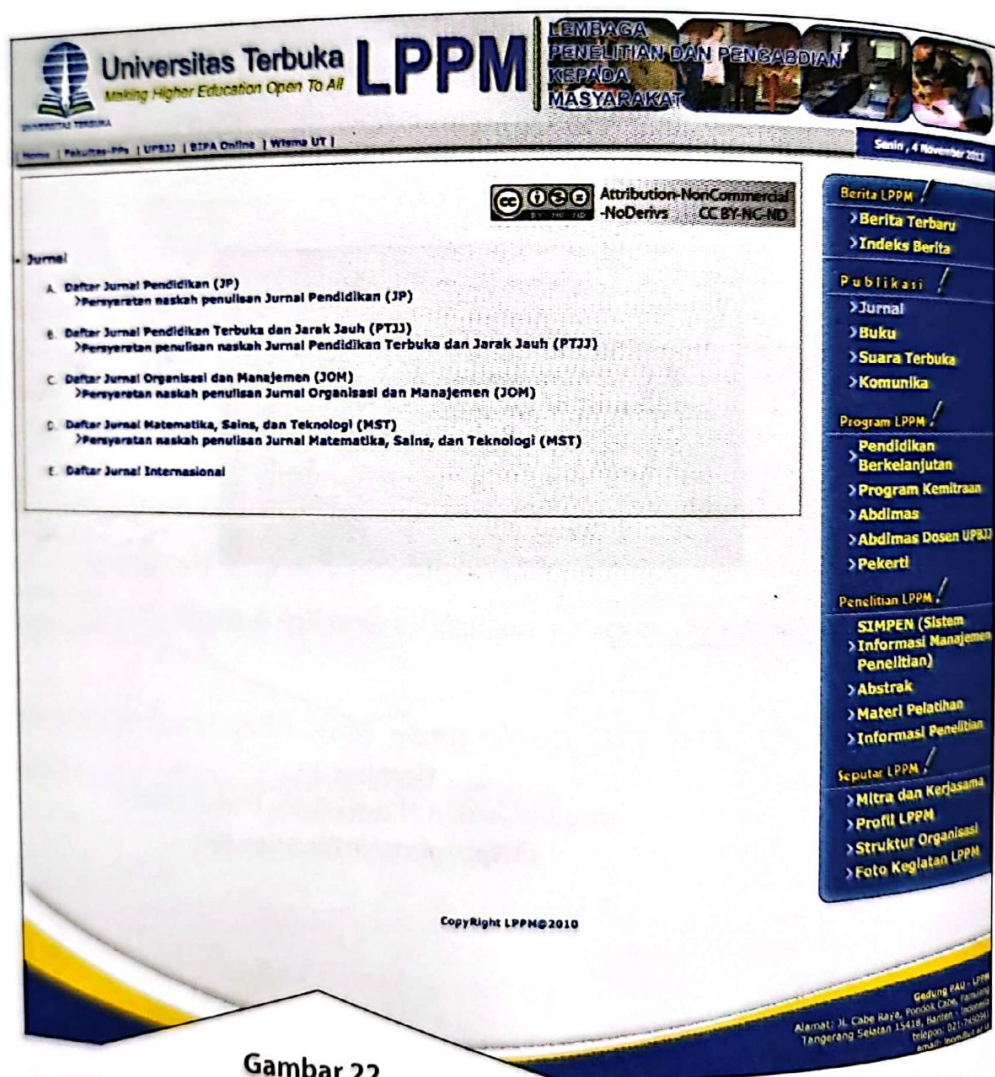 Universitas Terbuka
Making Higher Education Open To All
UNIVERSITAS TERBUKA
LPPM
LEMBAGA
PENELITIAN DAN PENGABDIAN
KEPADA
MASYARAKAT
Home | Fakultas-PPs | UPBJJ | BIPA Online | Wisma UT |
Senin , 4 November 2013
cc
BY NC ND
Attribution-NonCommercial
-NoDerivs CC BY-NC-ND
Jurnal
A. Daftar Jurnal Pendidikan (JP)
>Persyaratan naskah penulisan Jurnal Pendidikan (JP)
B. Daftar Jurnal Pendidikan Terbuka dan Jarak Jauh (PTJJ)
>Persyaratan penulisan naskah Jurnal Pendidikan Terbuka dan Jarak Jauh (PTJJ)
C. Daftar Jurnal Organisasi dan Manajemen (JOM)
>Persyaratan naskah penulisan Jurnal Organisasi dan Manajemen (JOM)
D. Daftar Jurnal Matematika, Sains, dan Teknologi (MST)
>Persyaratan naskah penulisan Jurnal Matematika, Sains, dan Teknologi (MST)
E. Daftar Jurnal Internasional
Berita LPPM
>Berita Terbaru
>Indeks Berita
Publikasi
>Jurnal
>Buku
>Suara Terbuka
>Komunika
Program LPPM
>Pendidikan
Berkelanjutan
>Program Kemitraan
>Abdimas
>Abdimas Dosen UPBJJ
>Pekerti
Penelitian LPPM
SIMPEN (Sistem
>Informasi Manajemen
Penelitian)
>Abstrak
>Materi Pelatihan
>Informasi Penelitian
Seputar LPPM
>Mitra dan Kerjasama
>Profil LPPM
>Struktur Organisasi
>Foto Kegiatan LPPM
CopyRight LPPM©2010
Gedung PAU - LPPM
Alamat: Jl. Cabe Raya, Pondok Cabe, Pamulang
Tangerang Selatan 15418, Banten - Indonesia
telepon:
email:
Gambar 22